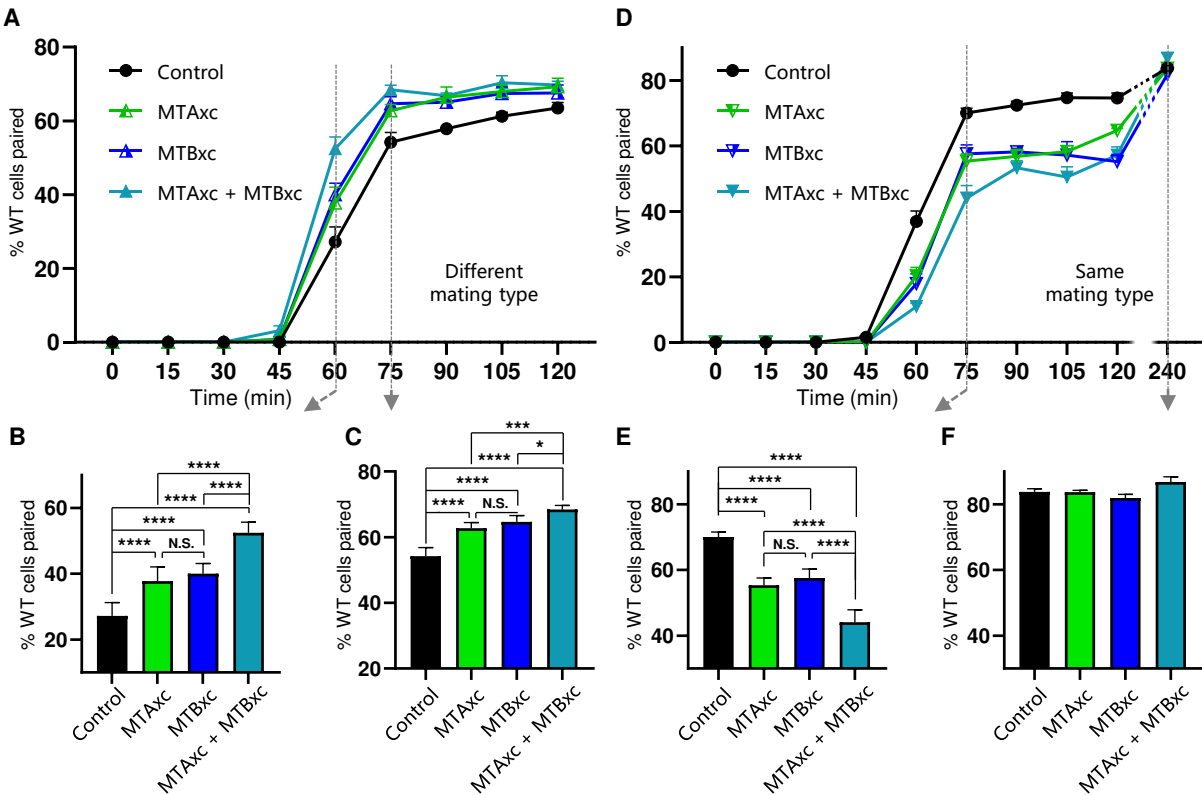 A
% WT cells paired
80
60
40
20
0
Control
MTAxc
MTBxc
MTAxc + MTBxc
Different
mating type
0 15 30 45 60 75 90 105 120
Time (min)
D
% WT cells paired
80
60
40
20
0
Control
MTAxc
MTBxc
MTAxc + MTBxc
Same
mating type
0 15 30 45 60 75 90 105 120 240
Time (min)
B
% WT cells paired
60
40
20
****
****
****
****
****
N.S.
Control
MTAxc
MTBxc
MTAxc + MTBxc
C
% WT cells paired
80
60
40
20
***
*
****
****
****
N.S.
Control
MTAxc
MTBxc
MTAxc + MTBxc
E
% WT cells paired
80
60
40
****
****
****
****
N.S.
****
Control
MTAxc
MTBxc
MTAxc + MTBxc
F
% WT cells paired
80
60
40
Control
MTAxc
MTBxc
MTAxc + MTBxc